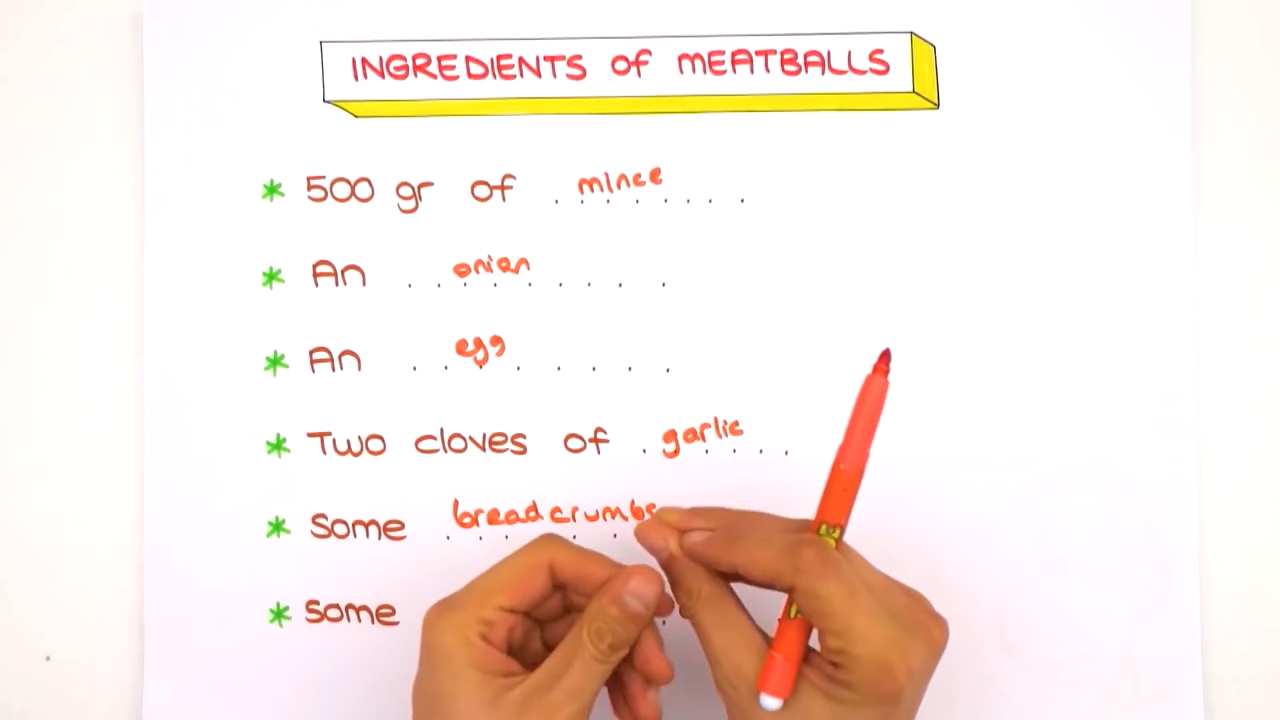 INGREDIENTS of MEATBALLS
* 500 gr of mince
* An onion
* An egg
* Two cloves of garlic
* Some breadcrumbs
* Some